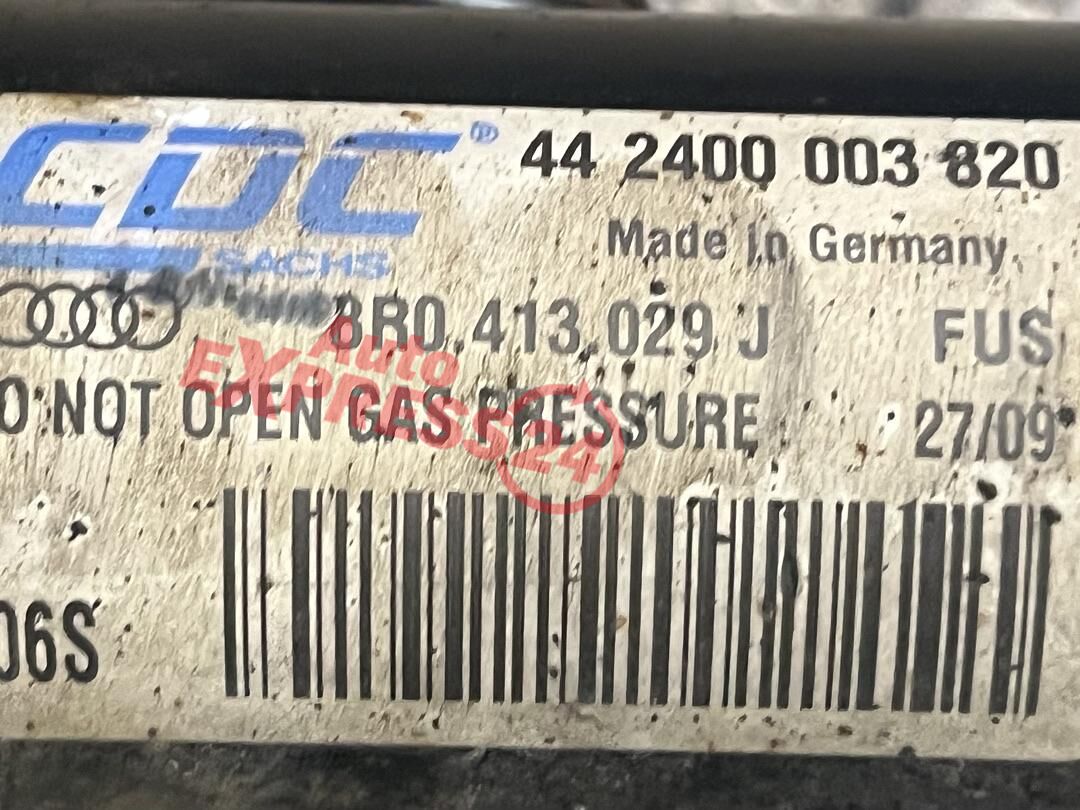 CDC® 44 2400 003 820
SACHS
Made in Germany
8R0.413.029 J FUS
O NOT OPEN GAS PRESSURE 27/09
06S
Auto
EXPRESS24